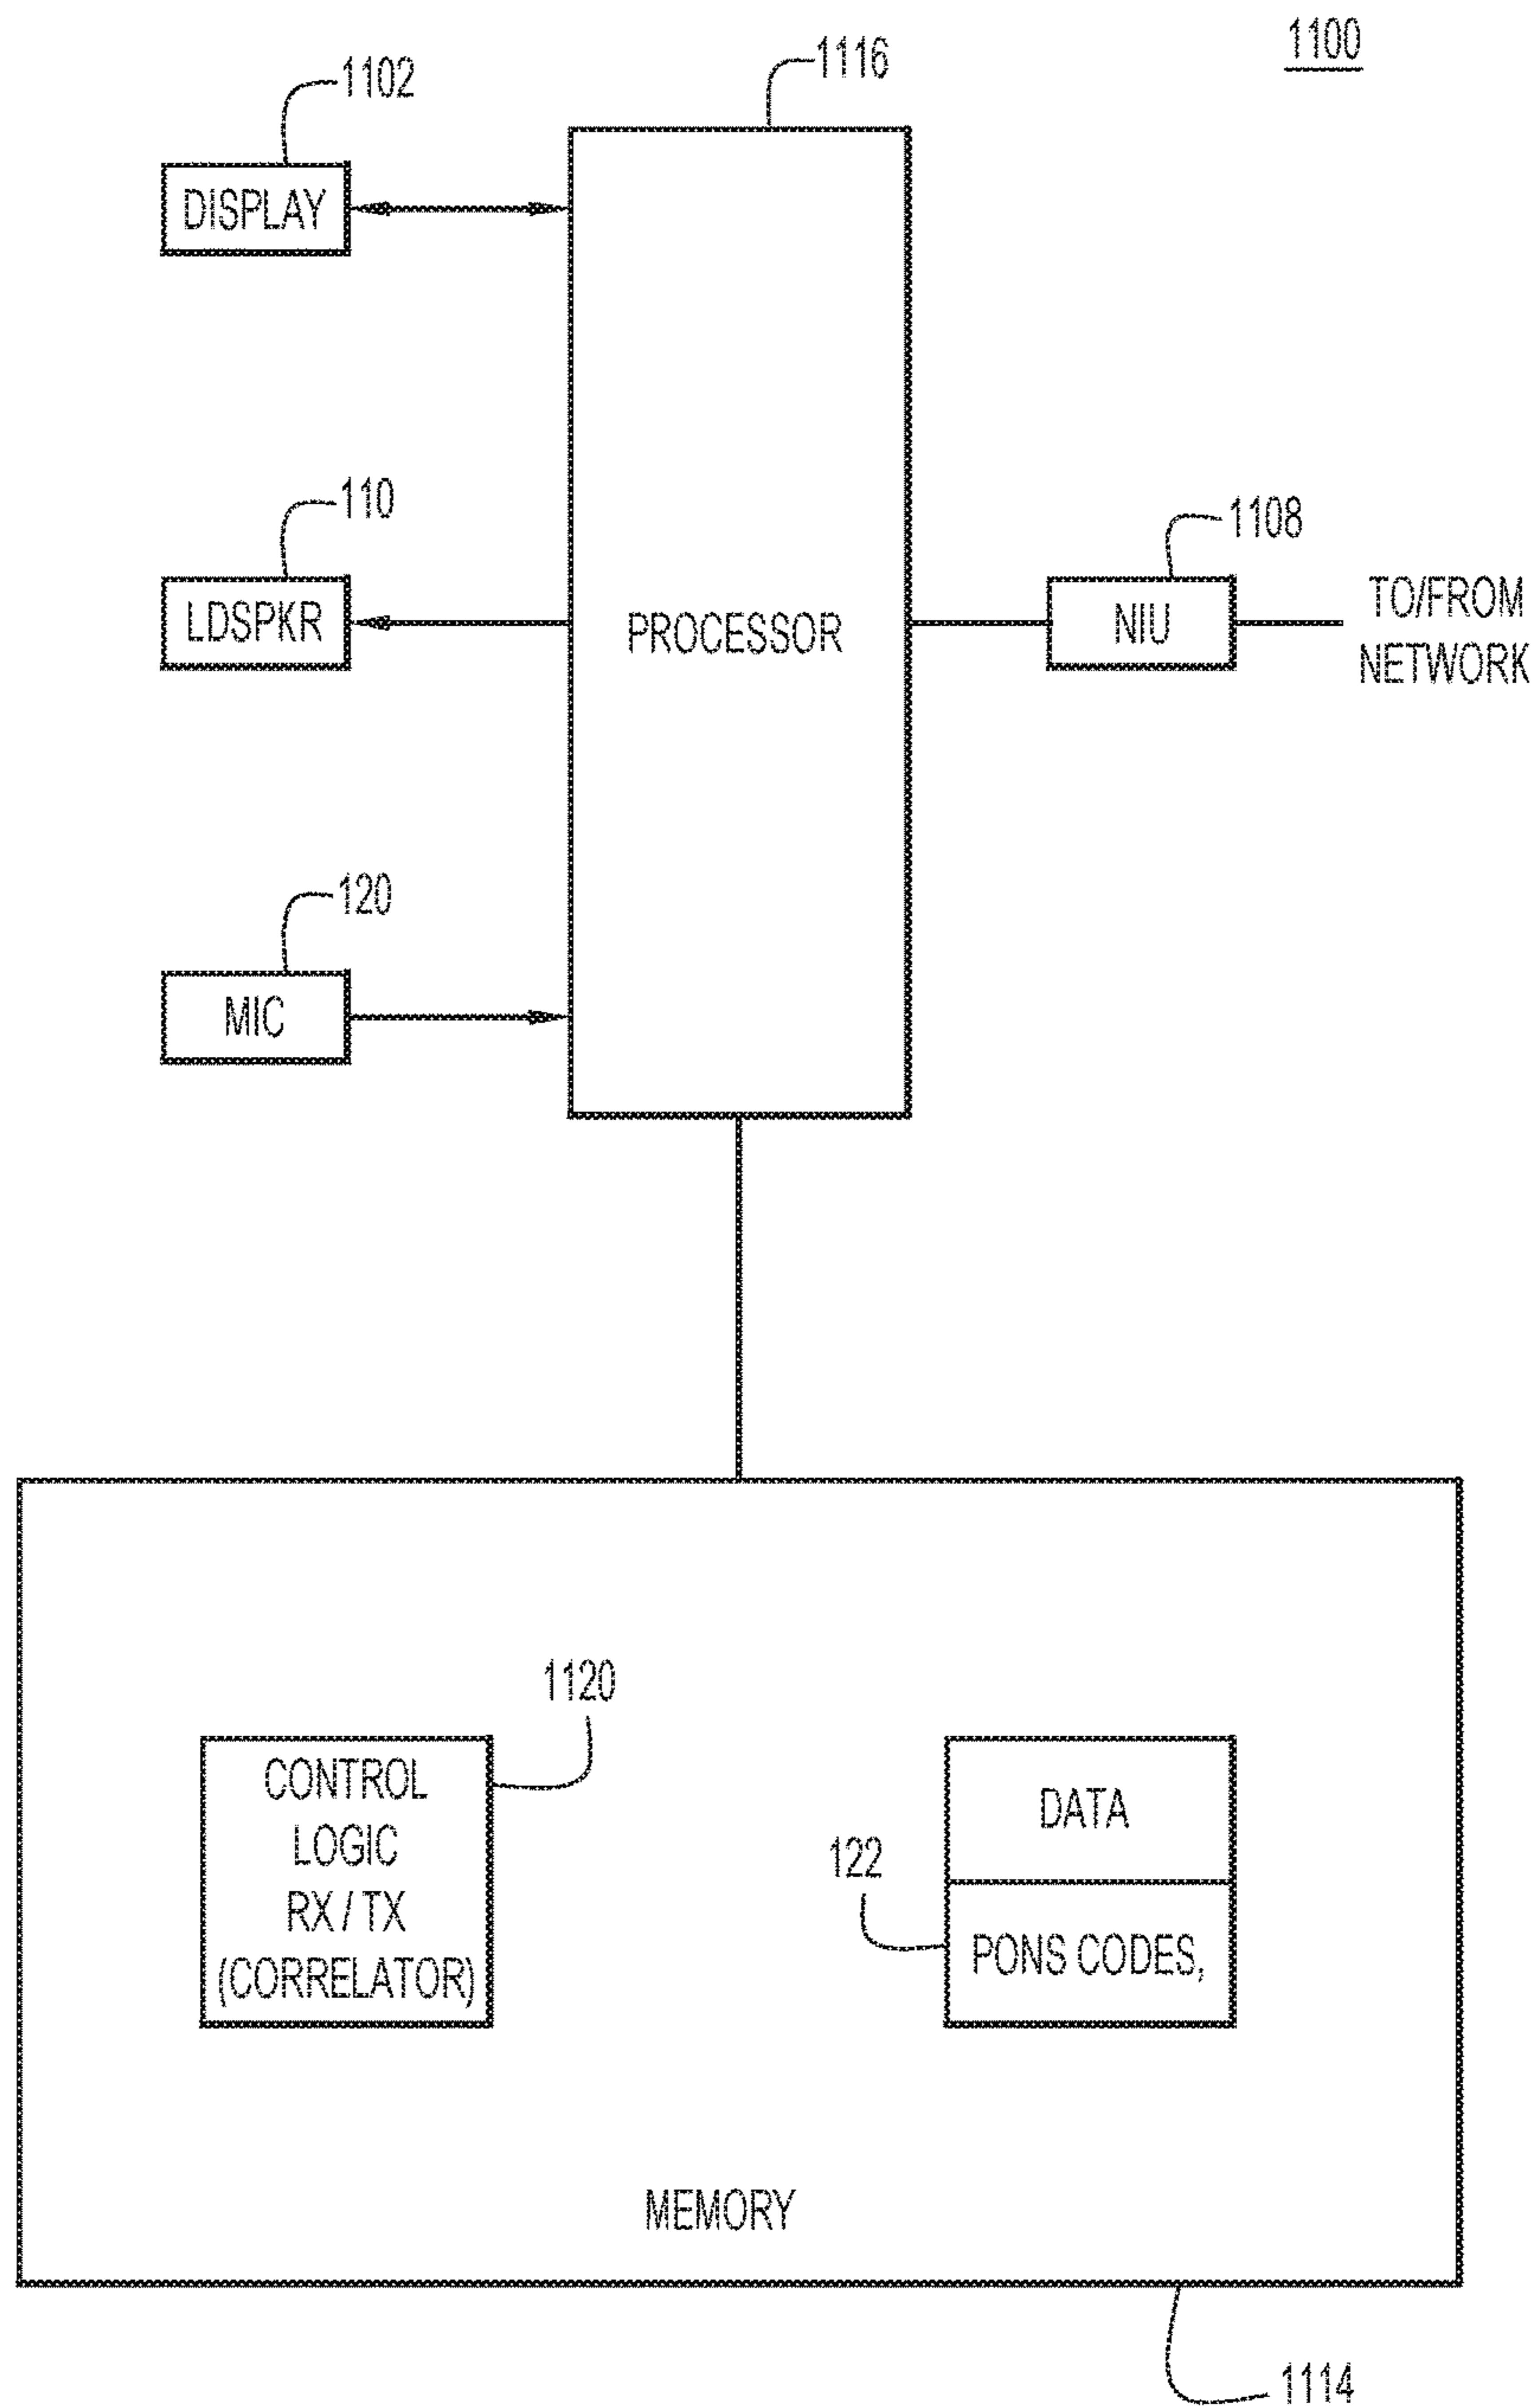 1100
1116
1102
DISPLAY
110
LDSPKR
PROCESSOR
1108
NIU
TO/FROM
NETWORK
120
MIC
1120
CONTROL
LOGIC
RX / TX
(CORRELATOR)
DATA
122
PONS CODES,
MEMORY
1114